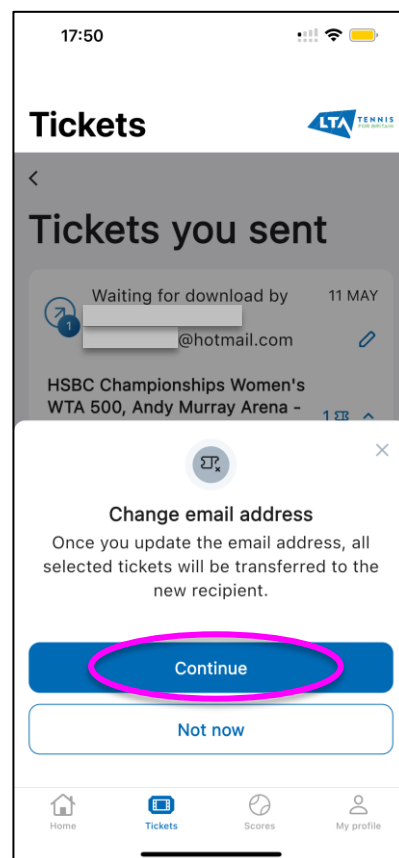 17:50
Tickets
LTA TENNIS
FOR BRITAIN
Tickets you sent
Waiting for download by
11 MAY
1
@hotmail.com
HSBC Championships Women's
WTA 500, Andy Murray Arena -
1
Change email address
Once you update the email address, all
selected tickets will be transferred to the
new recipient.
Continue
Not now
Home
Tickets
Scores
My profile